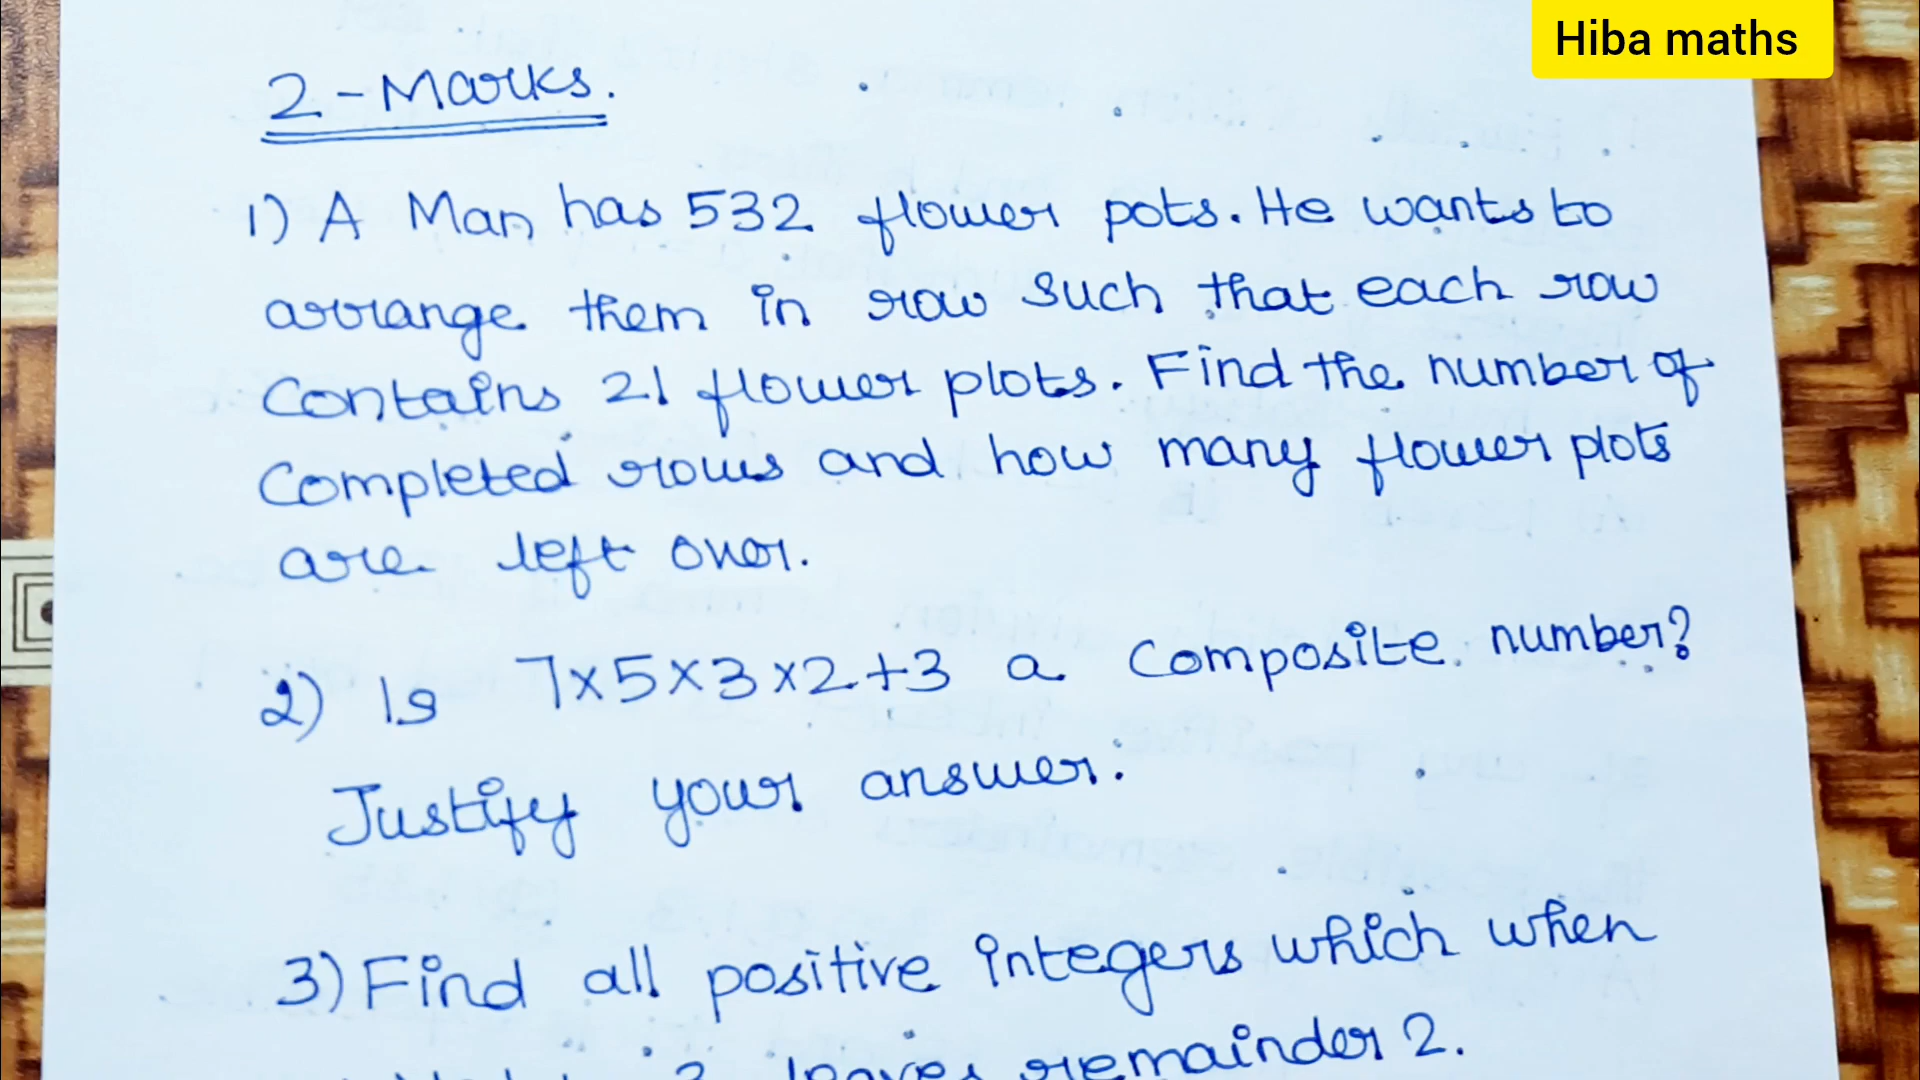 Hiba maths
2-Marks.
1) A Man has 532 flower pots. He wants to
arrange them in row such that each row
Contains 21 flower plots. Find the number of
Completed rows and how many flower plots
are left over.
2) Is 7x5x3x2+3 a Composite number?
Justify your answer.
3) Find all positive integers which when
3 leaves remainder 2.